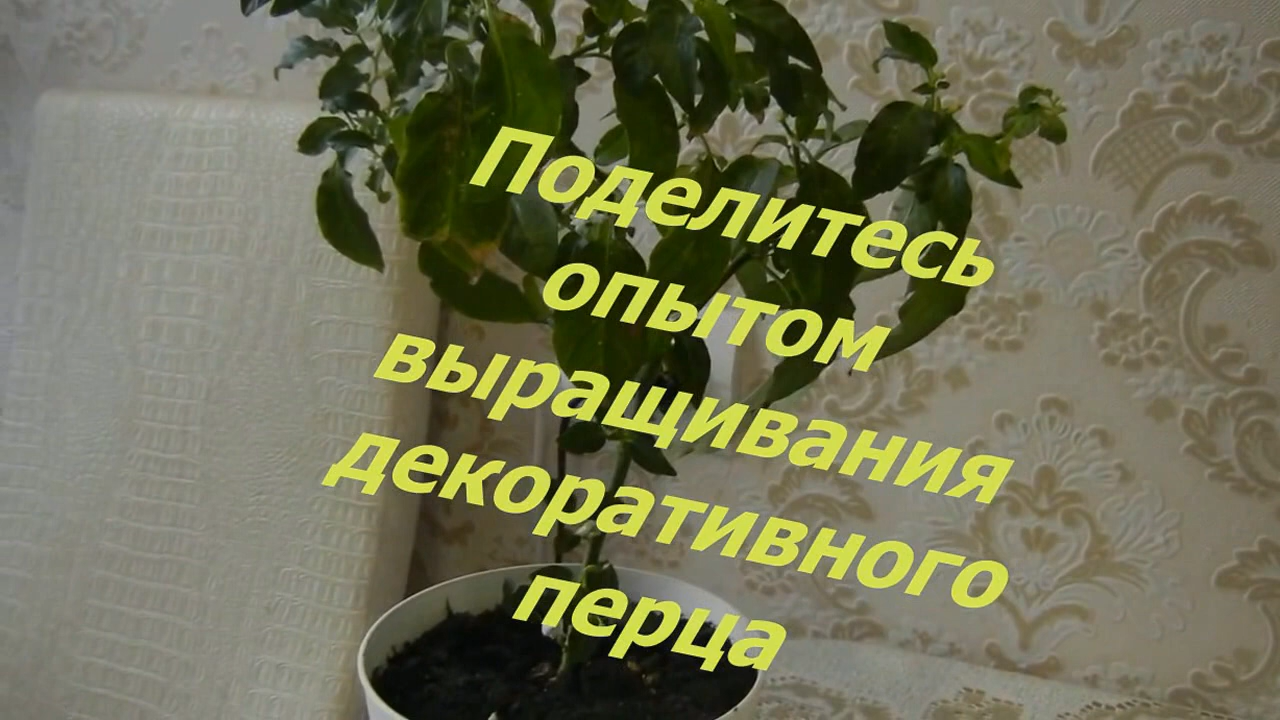 Поделитесь
опытом
выращивания
декоративного
перца